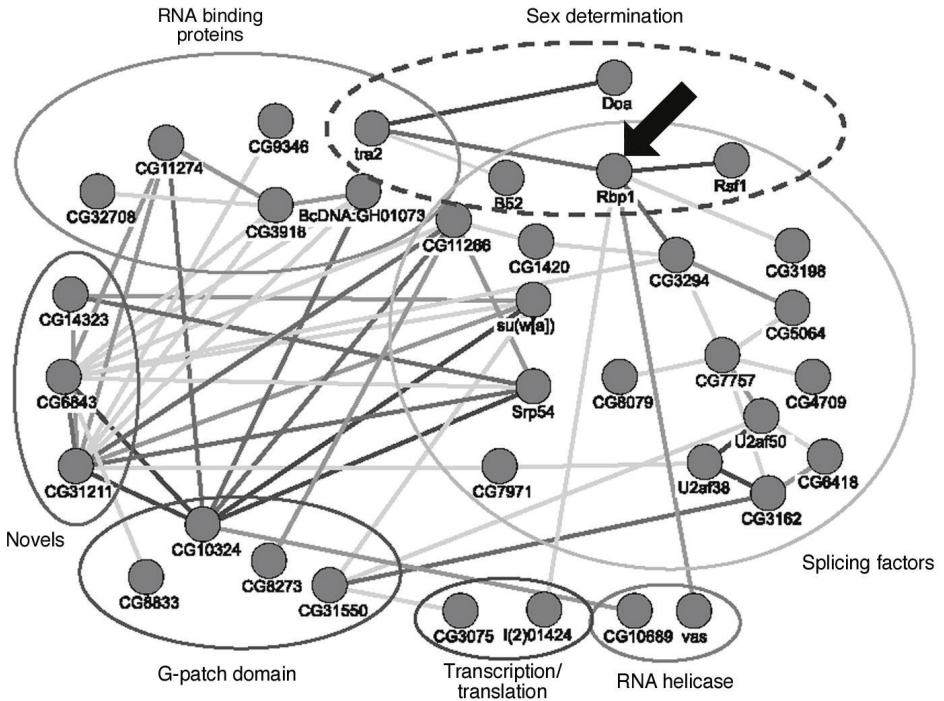 RNA binding
proteins
Sex determination
Doa
CG9346
tra2
CG11274
Rbp1
Rsf1
B52
CG32708
CG3918
BcDNA:GH01073
CG11266
CG1420
CG3294
CG3198
CG14323
su(w[a])
CG5064
CG6843
Srp54
CG8079
CG7757
CG4709
U2af50
CG31211
CG7971
U2af38
CG6418
CG3162
Novels
CG10324
Splicing factors
CG8833
CG8273
CG31550
CG3075
l(2)01424
CG10689
vas
G-patch domain
Transcription/
translation
RNA helicase